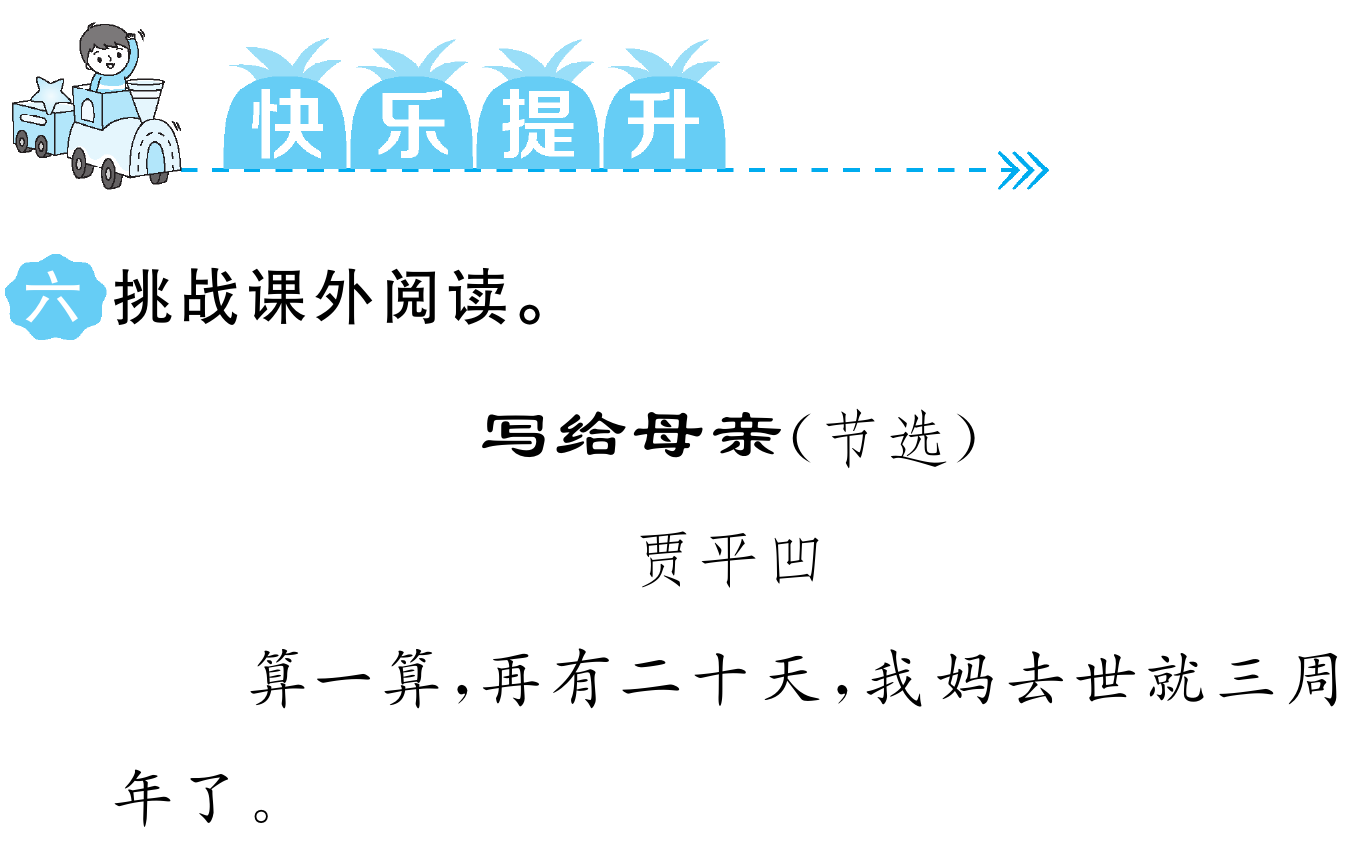 快乐提升
六 挑战课外阅读。
写给母亲(节选)
贾平凹
算一算,再有二十天,我妈去世就三周
年了。